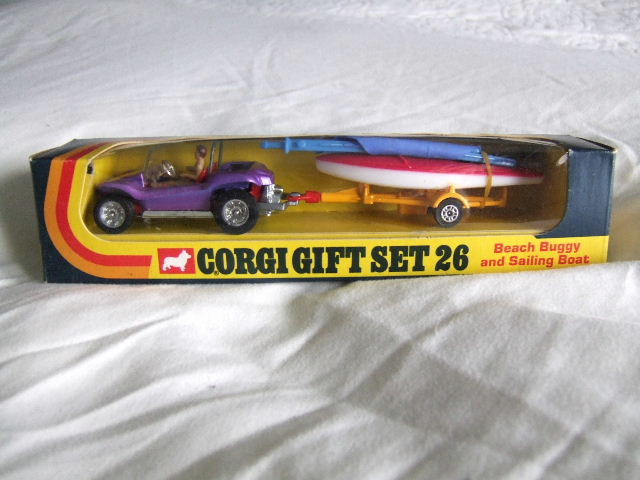 CORGI GIFT SET 26
Beach Buggy
and Sailing Boat